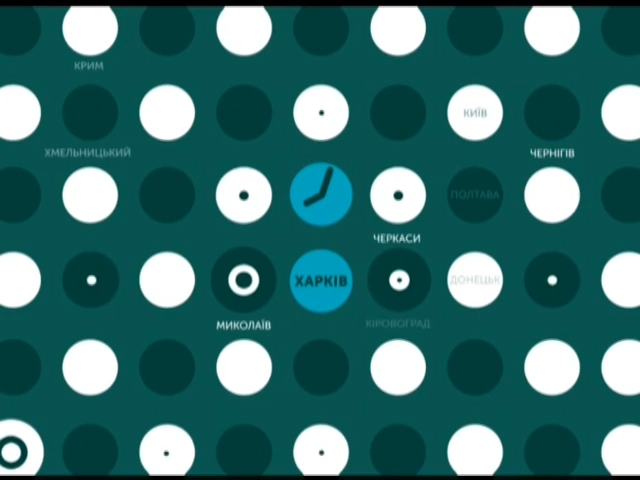 КРИМ
КИЇВ
ХМЕЛЬНИЦЬКИЙ
ЧЕРНІГІВ
ПОЛТАВА
ЧЕРКАСИ
ХАРКІВ
ДОНЕЦЬК
МИКОЛАЇВ
КІРОВОГРАД